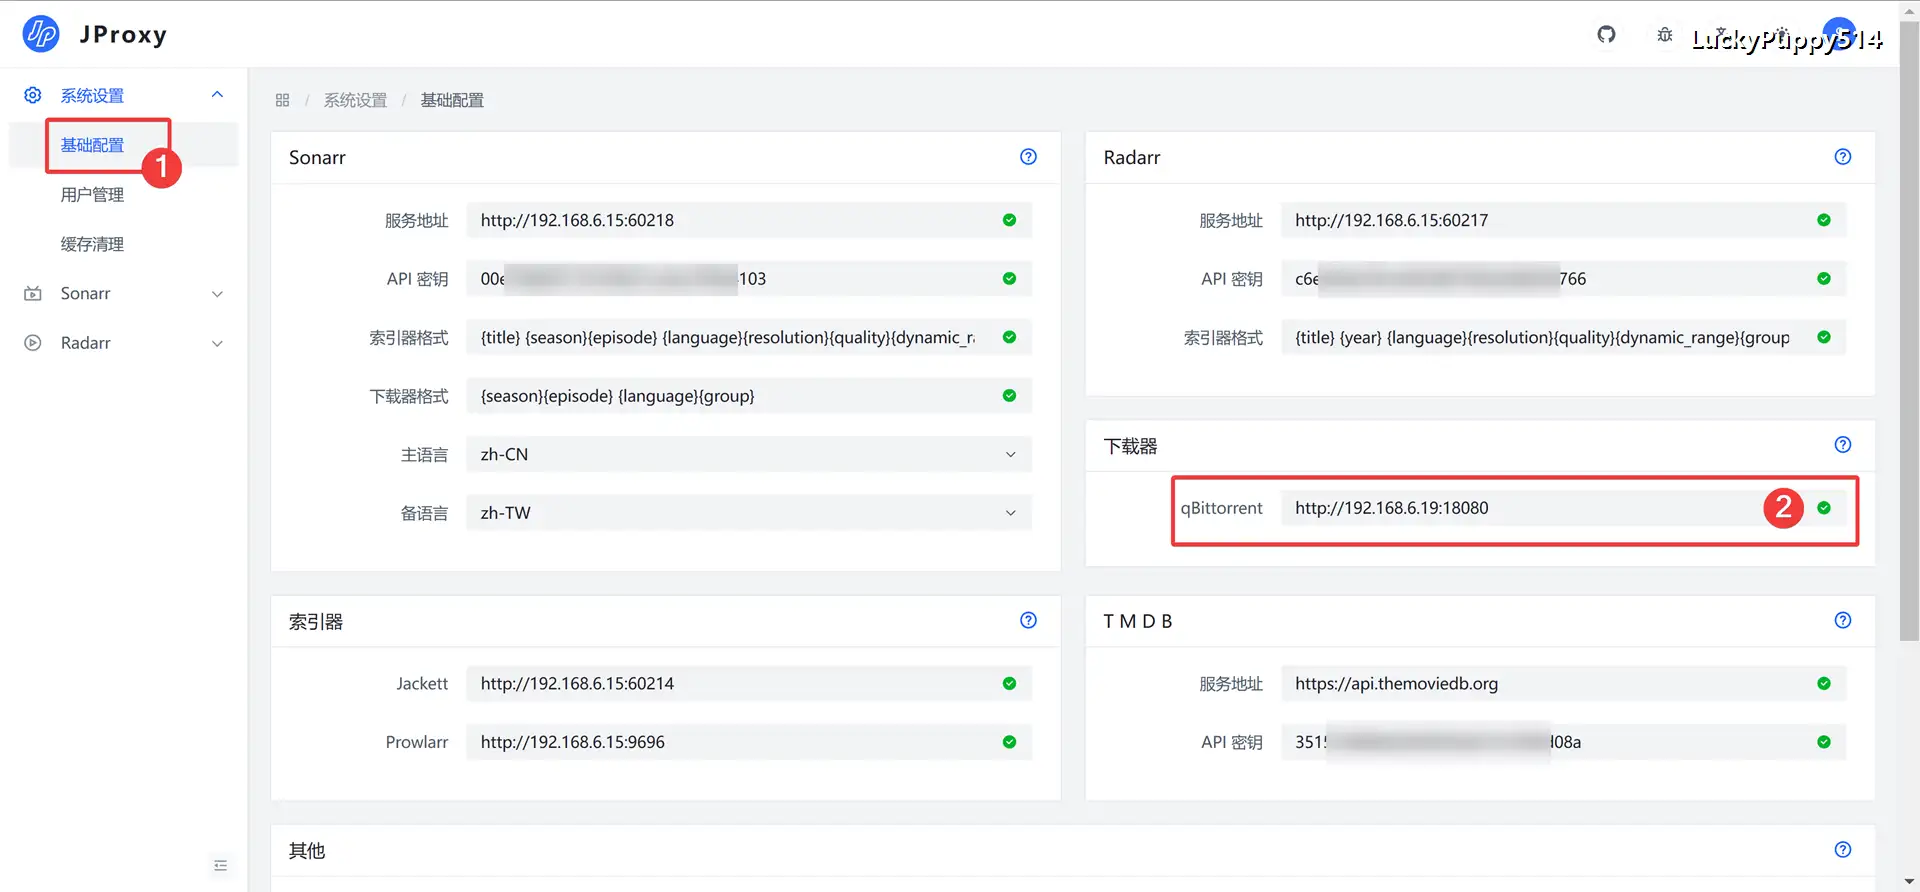 JProxy
LuckyPuppy514
系统设置
基础配置
1
用户管理
缓存清理
Sonarr
Radarr
/ 系统设置 / 基础配置
Sonarr
服务地址 http://192.168.6.15:60218
API 密钥 00e 103
索引器格式 {title} {season}{episode} {language}{resolution}{quality}{dynamic_ra
下载器格式 {season}{episode} {language}{group}
主语言 zh-CN
备语言 zh-TW
Radarr
服务地址 http://192.168.6.15:60217
API 密钥 c6e 766
索引器格式 {title} {year} {language}{resolution}{quality}{dynamic_range}{group
下载器
qBittorrent http://192.168.6.19:18080 2
索引器
Jackett http://192.168.6.15:60214
Prowlarr http://192.168.6.15:9696
T M D B
服务地址 https://api.themoviedb.org
API 密钥 351 d08a
其他